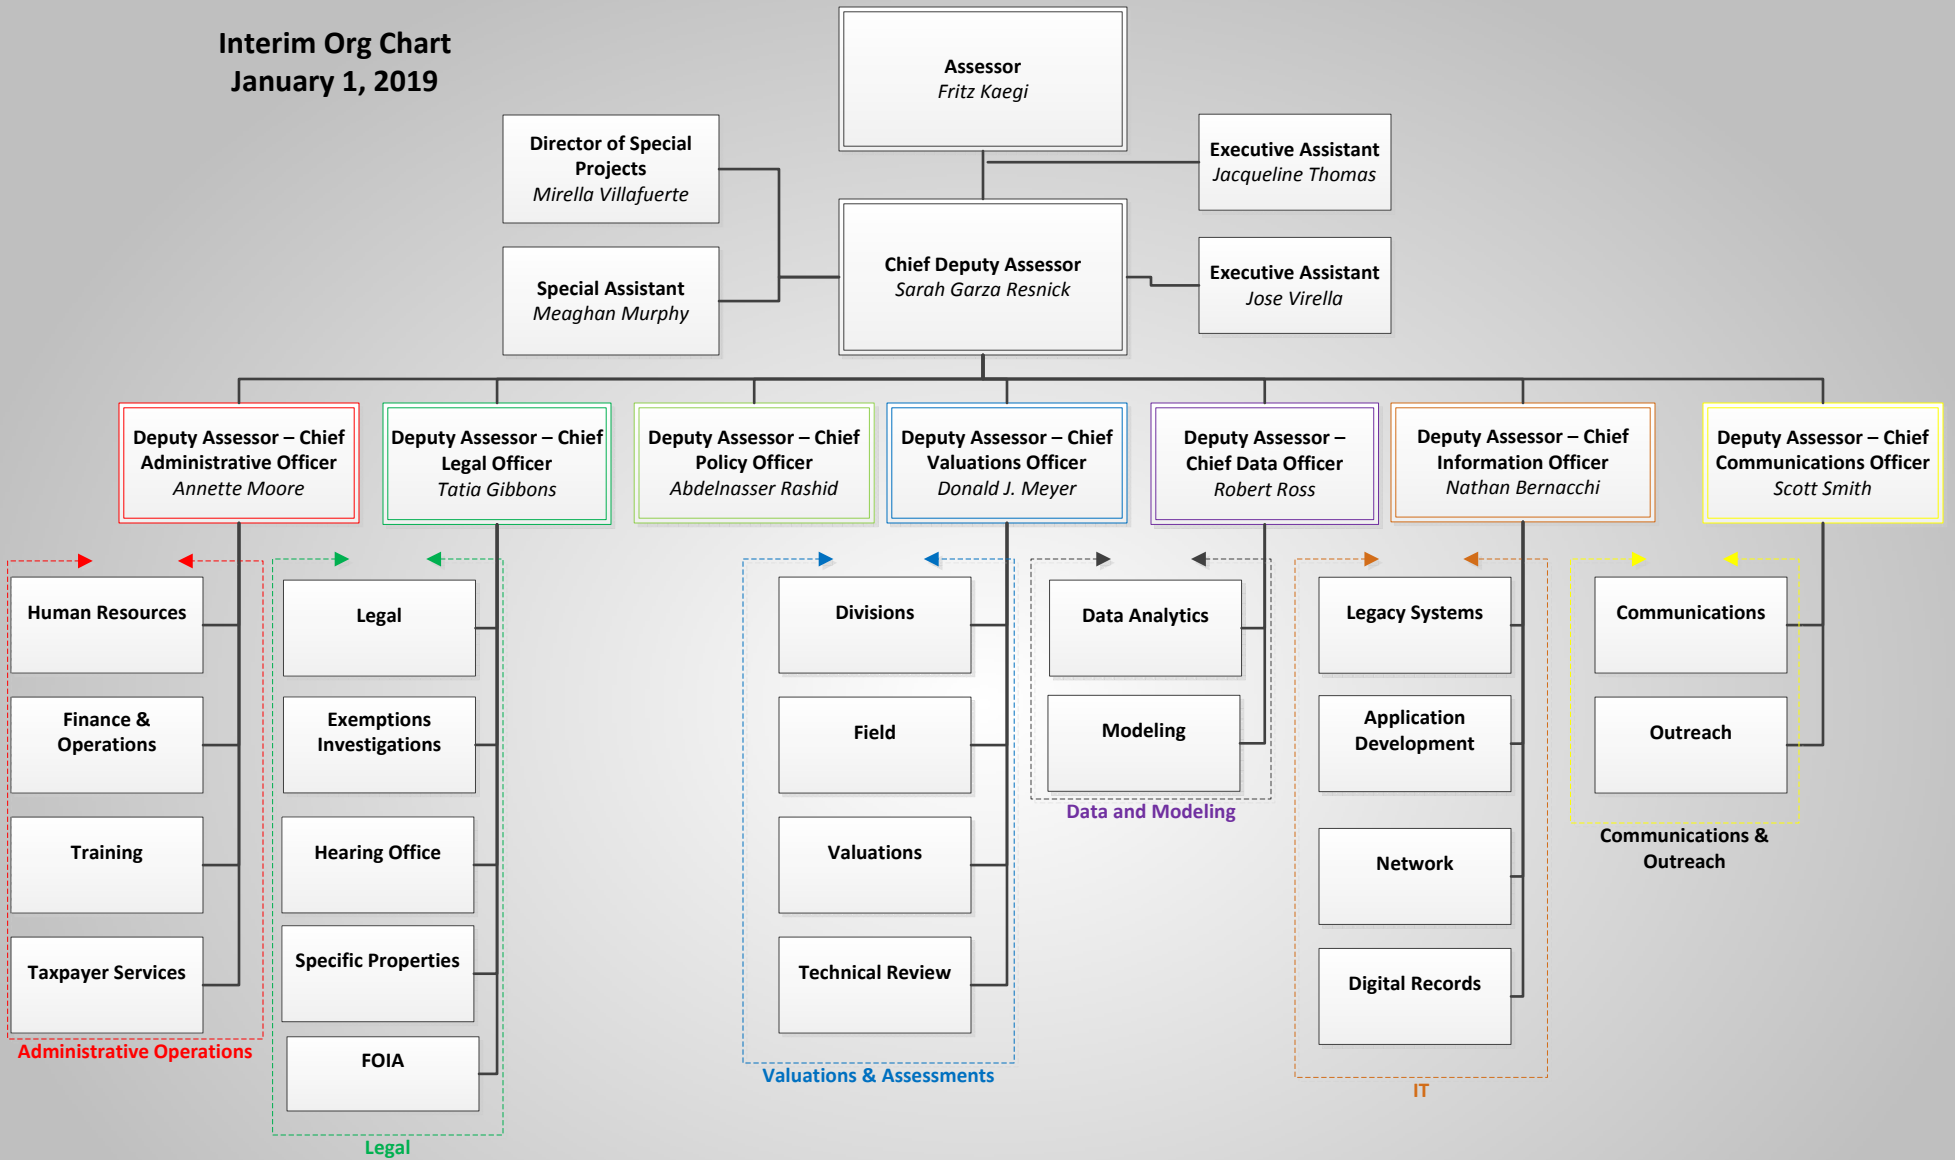 Interim Org Chart
January 1, 2019
Assessor
Fritz Kaegi
Director of Special
Projects
Mirella Villafuerte
Executive Assistant
Jacqueline Thomas
Special Assistant
Meaghan Murphy
Chief Deputy Assessor
Sarah Garza Resnick
Executive Assistant
Jose Virella
Deputy Assessor – Chief
Administrative Officer
Annette Moore
Deputy Assessor – Chief
Legal Officer
Tatia Gibbons
Deputy Assessor – Chief
Policy Officer
Abdelnasser Rashid
Deputy Assessor – Chief
Valuations Officer
Donald J. Meyer
Deputy Assessor –
Chief Data Officer
Robert Ross
Deputy Assessor – Chief
Information Officer
Nathan Bernacchi
Deputy Assessor – Chief
Communications Officer
Scott Smith
Human Resources
Finance &
Operations
Training
Taxpayer Services
Administrative Operations
Legal
Exemptions
Investigations
Hearing Office
Specific Properties
FOIA
Legal
Divisions
Field
Valuations
Technical Review
Valuations & Assessments
Data Analytics
Modeling
Data and Modeling
Legacy Systems
Application
Development
Network
Digital Records
IT
Communications
Outreach
Communications &
Outreach